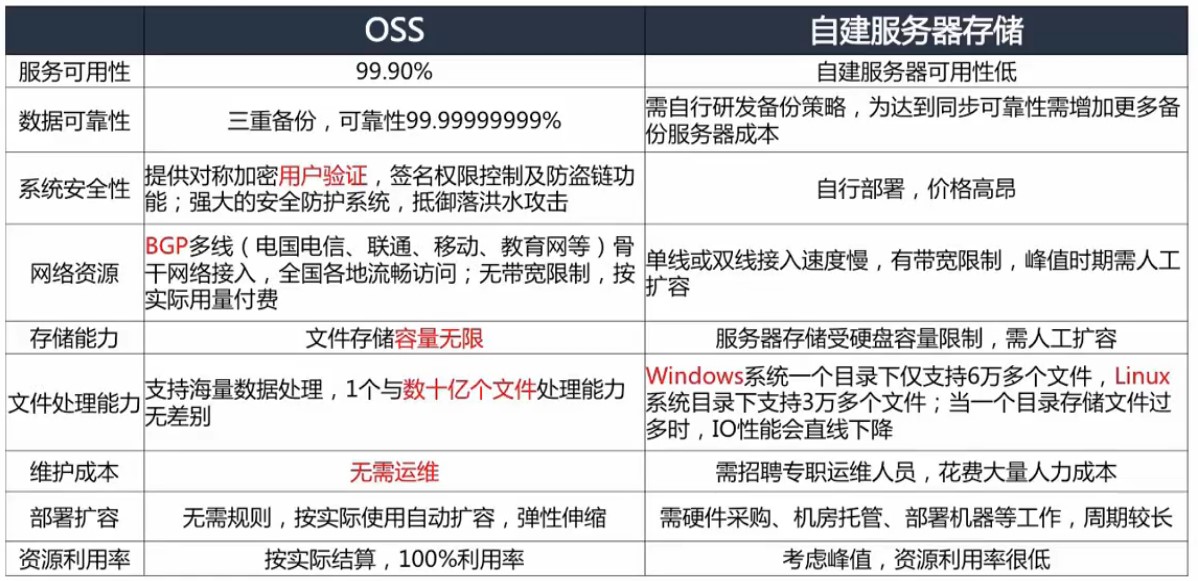 OSS 自建服务器存储
服务可用性 99.90% 自建服务器可用性低
数据可靠性 三重备份，可靠性99.99999999% 需自行研发备份策略，为达到同步可靠性需增加更多备
份服务器成本
系统安全性 提供对称加密用户验证，签名权限控制及防盗链功
能；强大的安全防护系统，抵御落洪水攻击
自行部署，价格高昂
网络资源 BGP多线（电国电信、联通、移动、教育网等）骨
干网络接入，全国各地流畅访问；无带宽限制，按
实际用量付费
单线或双线接入速度慢，有带宽限制，峰值时期需人工
扩容
存储能力 文件存储容量无限 服务器存储受硬盘容量限制，需人工扩容
文件处理能力 支持海量数据处理，1个与数十亿个文件处理能力
无差别
Windows系统一个目录下仅支持6万多个文件，Linux
系统目录下支持3万多个文件；当一个目录存储文件过
多时，IO性能会直线下降
维护成本 无需运维 需招聘专职运维人员，花费大量人力成本
部署扩容 无需规则，按实际使用自动扩容，弹性伸缩 需硬件采购、机房托管、部署机器等工作，周期较长
资源利用率 按实际结算，100%利用率 考虑峰值，资源利用率很低